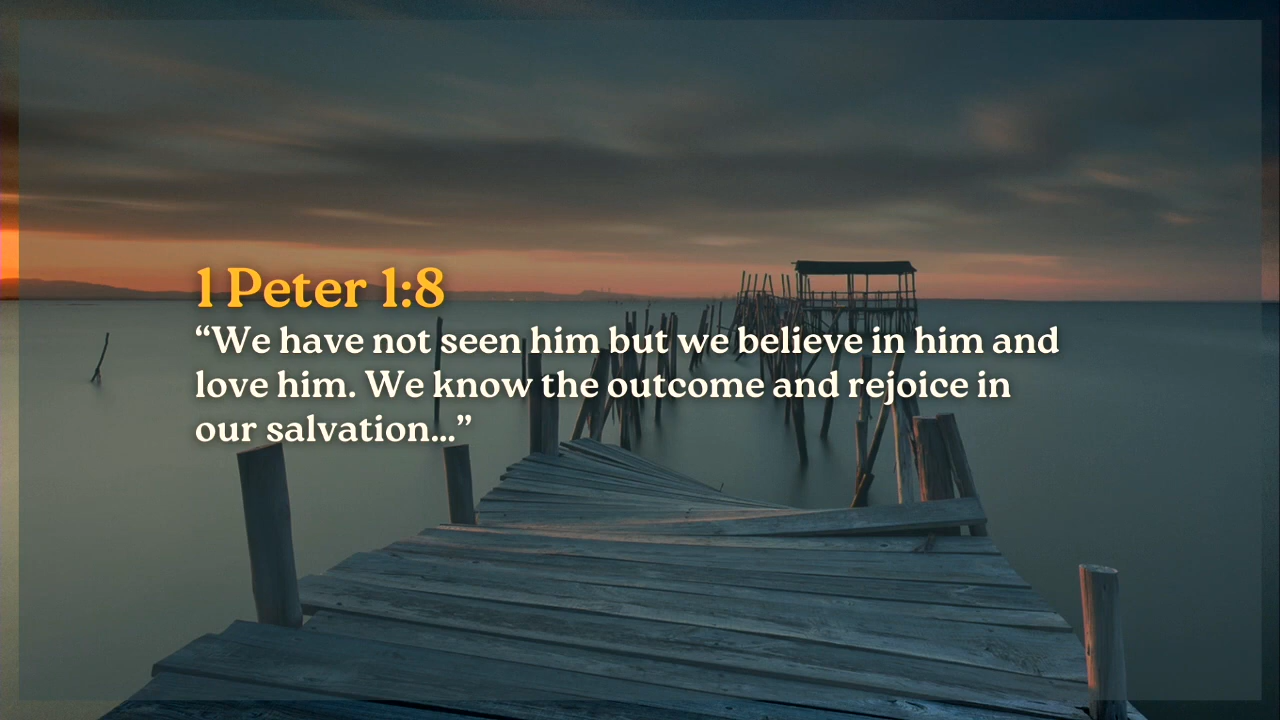 1 Peter 1:8
“We have not seen him but we believe in him and
love him. We know the outcome and rejoice in
our salvation...”